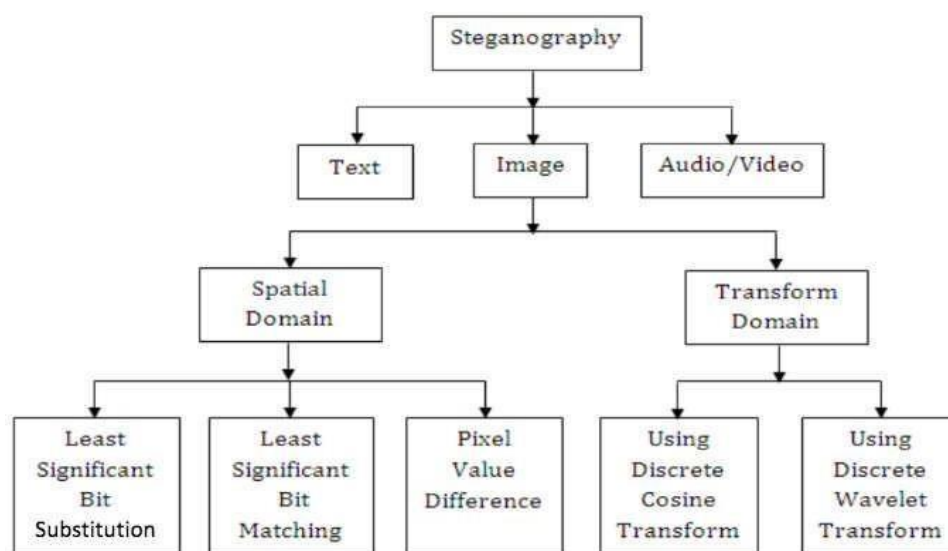 Steganography
Text
Image
Audio/Video
Spatial
Domain
Transform
Domain
Least
Significant
Bit
Substitution
Least
Significant
Bit
Matching
Pixel
Value
Difference
Using
Discrete
Cosine
Transform
Using
Discrete
Wavelet
Transform